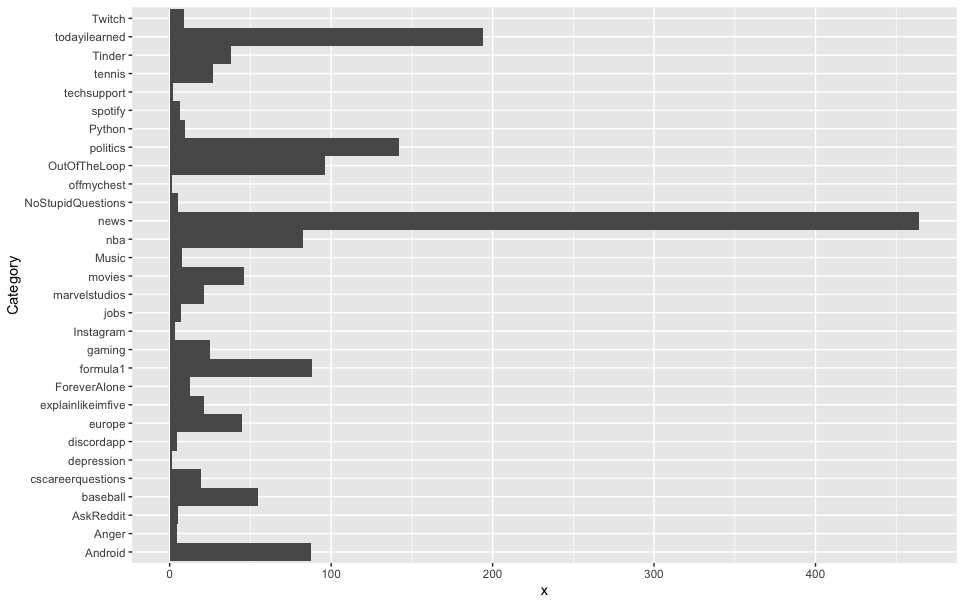 Twitch
todayilearned
Tinder
tennis
techsupport
spotify
Python
politics
OutOfTheLoop
offmychest
NoStupidQuestions
news
nba
Music
movies
marvelstudios
jobs
Instagram
gaming
formula1
ForeverAlone
explainlikeimfive
europe
discordapp
depression
cscareerquestions
baseball
AskReddit
Anger
Android
Category
0 100 200 300 400
x